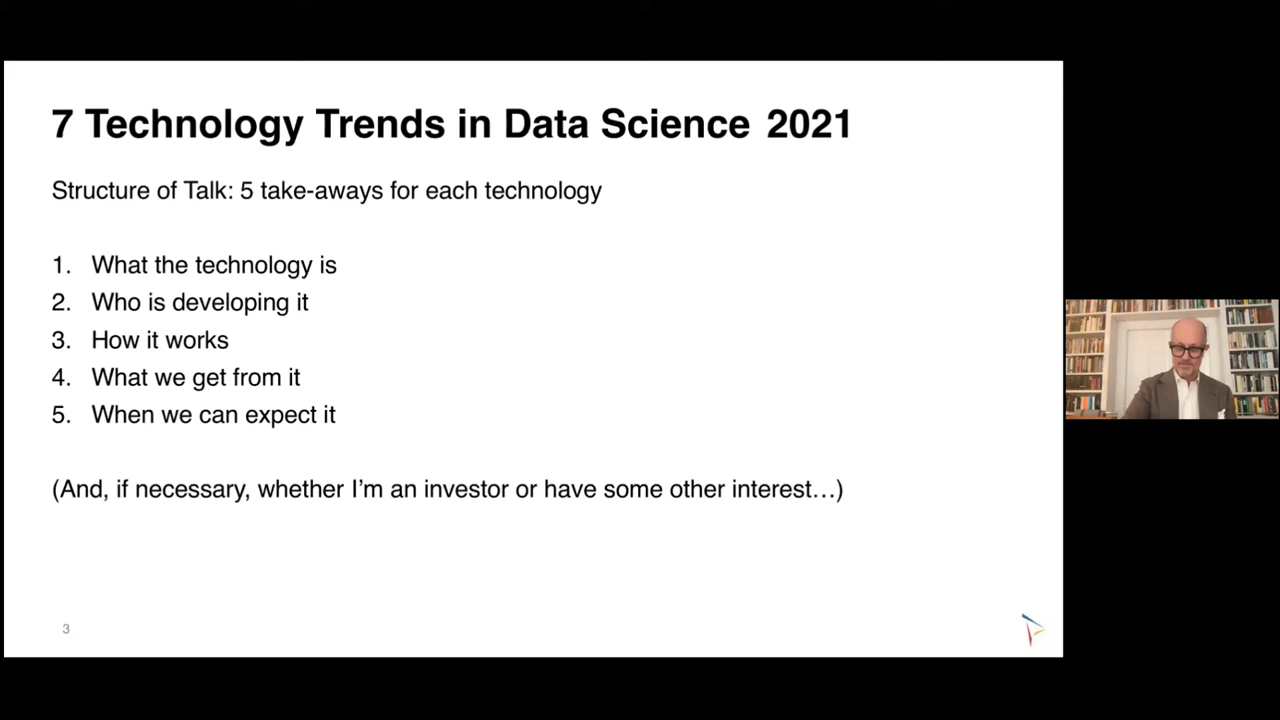 7 Technology Trends in Data Science 2021
Structure of Talk: 5 take-aways for each technology
1. What the technology is
2. Who is developing it
3. How it works
4. What we get from it
5. When we can expect it
(And, if necessary, whether I’m an investor or have some other interest…)
3